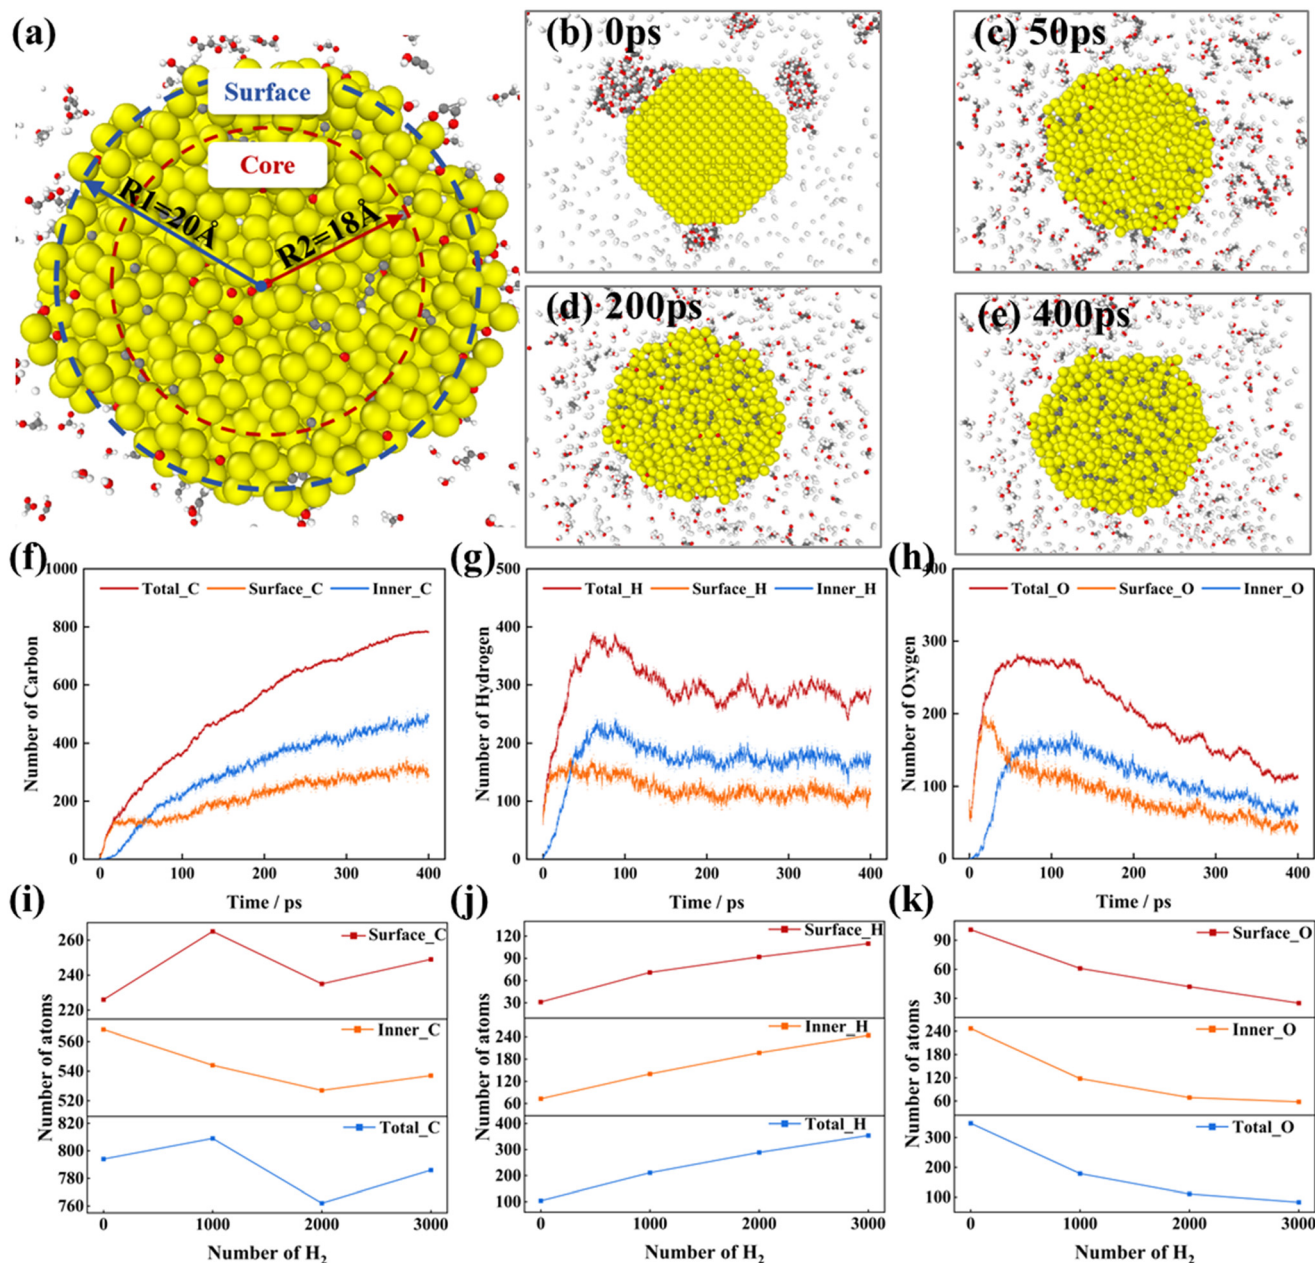 (a)
Surface
Core
R1=20Å
R2=18Å
(b) 0ps
(c) 50ps
(d) 200ps
(e) 400ps
(f)
1000
800
600
400
200
0
Number of Carbon
Total_C Surface_C Inner_C
0 100 200 300 400
Time / ps
(g)
500
400
300
200
100
0
Number of Hydrogen
Total_H Surface_H Inner_H
0 100 200 300 400
Time / ps
(h)
400
300
200
100
0
Number of Oxygen
Total_O Surface_O Inner_O
0 100 200 300 400
Time / ps
(i)
Number of atoms
260
240
220
Surface_C
560
540
520
Inner_C
820
800
780
760
Total_C
0 1000 2000 3000
Number of H₂
(j)
Number of atoms
120
90
60
30
Surface_H
240
180
120
60
Inner_H
400
300
200
100
Total_H
0 1000 2000 3000
Number of H₂
(k)
Number of atoms
90
60
30
Surface_O
240
180
120
60
Inner_O
300
200
100
Total_O
0 1000 2000 3000
Number of H₂